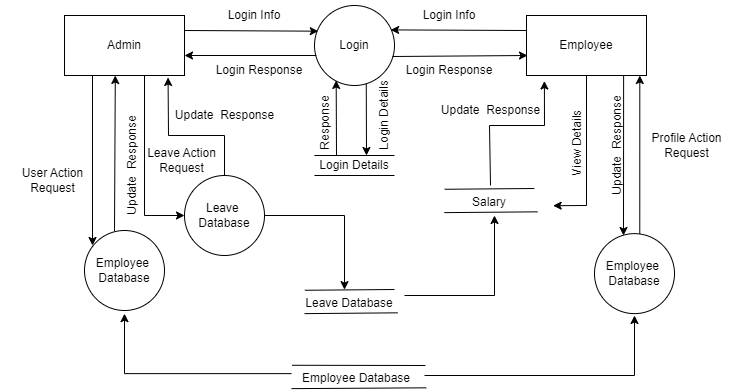 Login Info
Login Info
Admin
Login
Employee
Login Response
Login Response
Update Response
Response
Login Details
Update Response
View Details
Update Response
Profile Action
Request
Update Response
Leave Action
Request
Login Details
User Action
Request
Salary
Leave
Database
Employee
Database
Employee
Database
Leave Database
Employee Database